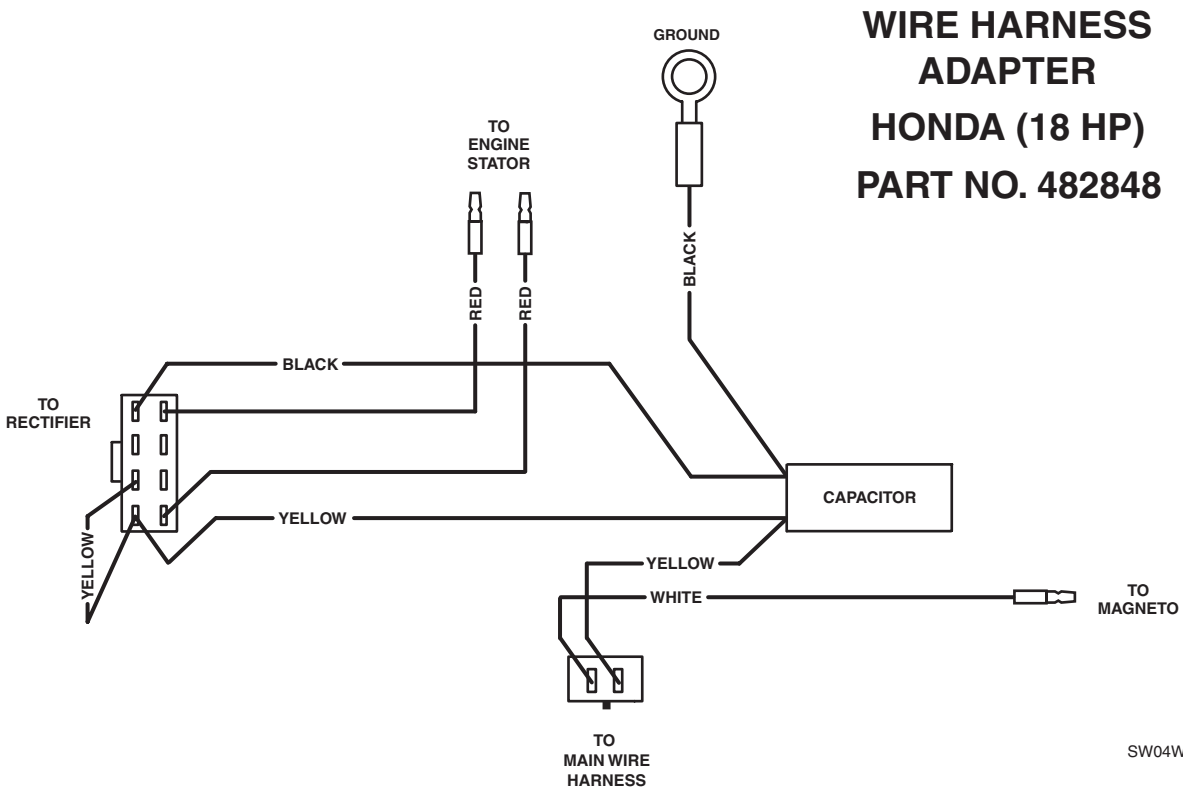 WIRE HARNESS
ADAPTER
HONDA (18 HP)
PART NO. 482848
GROUND
TO
ENGINE
STATOR
BLACK
RED
RED
BLACK
TO
RECTIFIER
CAPACITOR
YELLOW
YELLOW
YELLOW
WHITE
TO
MAGNETO
TO
MAIN WIRE
HARNESS
SW04W